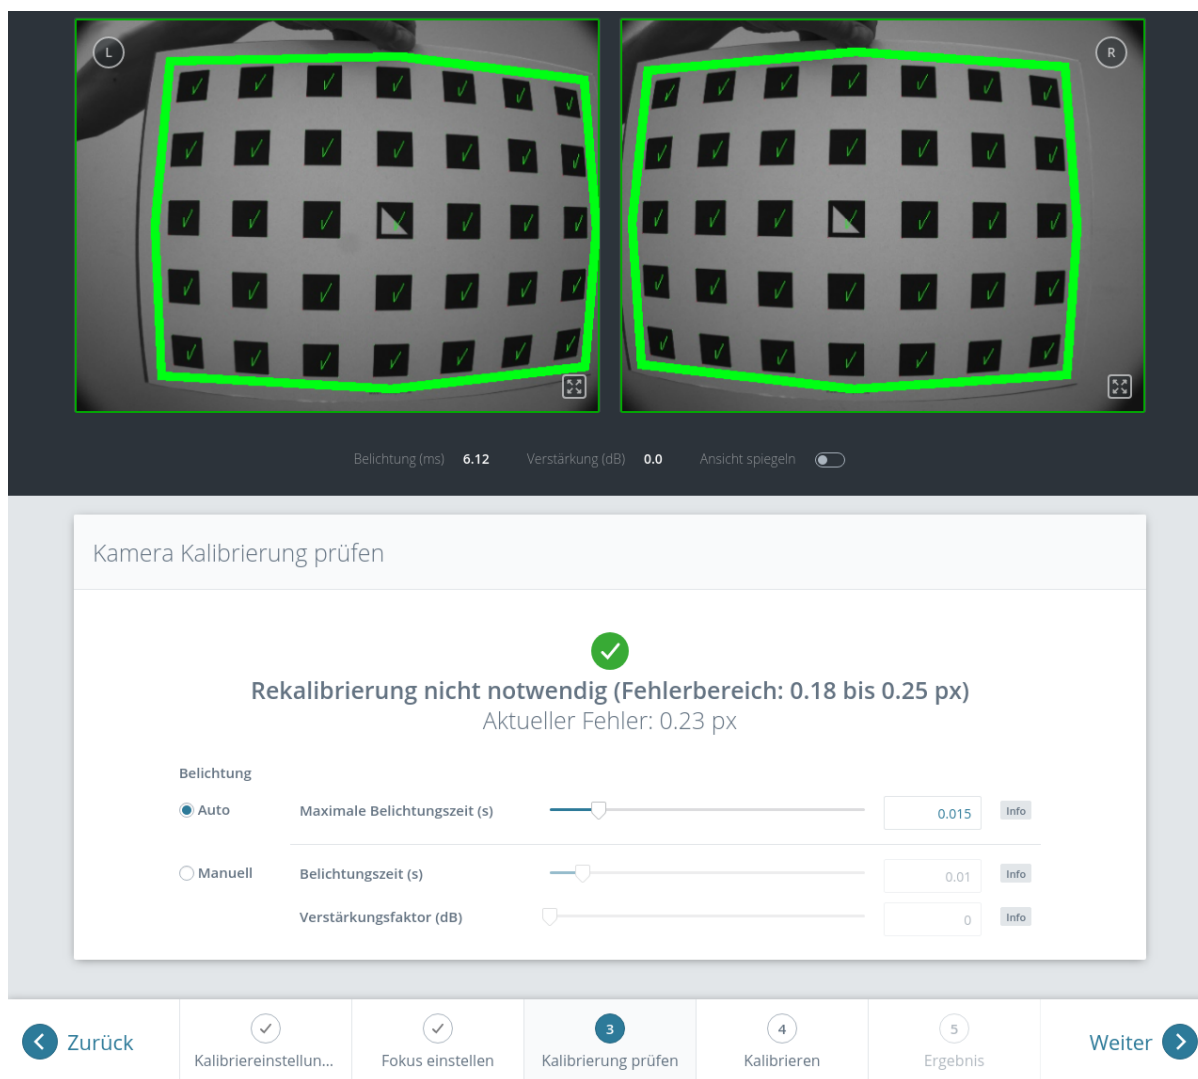 L
R
Belichtung (ms) 6.12 Verstärkung (dB) 0.0 Ansicht spiegeln
Kamera Kalibrierung prüfen
Rekalibrierung nicht notwendig (Fehlerbereich: 0.18 bis 0.25 px)
Aktueller Fehler: 0.23 px
Belichtung
Auto Maximale Belichtungszeit (s) 0.015 Info
Manuell Belichtungszeit (s) 0.01 Info
Verstärkungsfaktor (dB) 0 Info
Zurück
Kalibriereinstellun...
Fokus einstellen
3
Kalibrierung prüfen
4
Kalibrieren
5
Ergebnis
Weiter